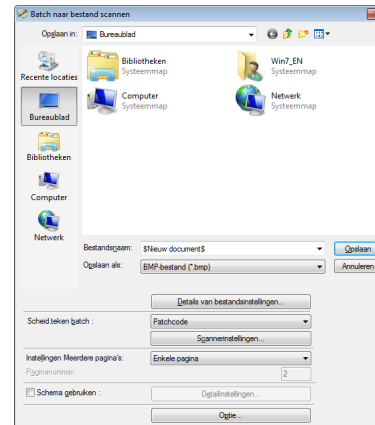 Batch naar bestand scannen
Opslaan in: Bureaublad
Recente locaties
Bureaublad
Bibliotheken
Computer
Netwerk
Bibliotheken
Systeemmap
Win7_EN
Systeemmap
Computer
Systeemmap
Netwerk
Systeemmap
Bestandsnaam: $Nieuw document$ Opslaan
Opslaan als: BMP-bestand (*.bmp) Annuleren
Details van bestandsinstellingen...
Scheid.teken batch : Patchcode
Scannerinstellingen...
Instellingen Meerdere pagina's: Enkele pagina
Paginanummer: 2
Schema gebruiken : Detailinstellingen...
Optie...